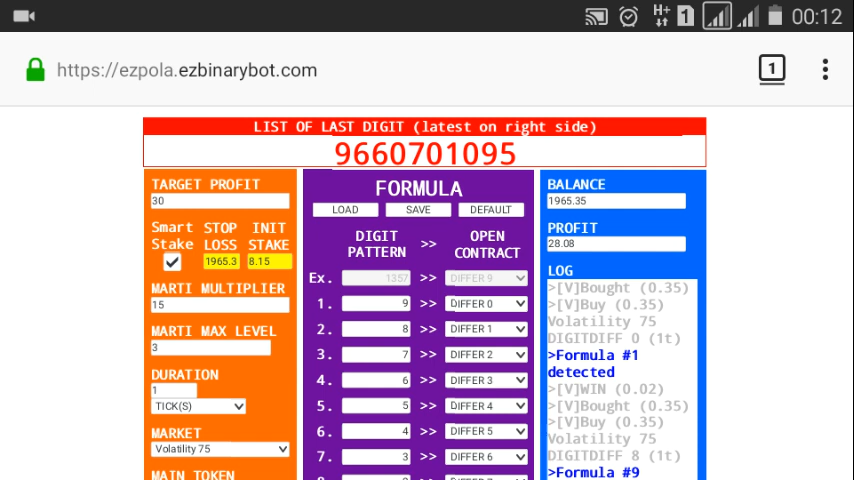 H+ 1 00:12
https://ezpola.ezbinarybot.com 1
LIST OF LAST DIGIT (latest on right side)
9660701095
TARGET PROFIT
30
Smart Stake
STOP LOSS
INIT STAKE
1965.3
8.15
MARTI MULTIPLIER
15
MARTI MAX LEVEL
3
DURATION
1
TICK(S)
MARKET
Volatility 75
MAIN TOKEN
FORMULA
LOAD SAVE DEFAULT
DIGIT PATTERN >> OPEN CONTRACT
Ex. 1357 >> DIFFER 9
1. 9 >> DIFFER 0
2. 8 >> DIFFER 1
3. 7 >> DIFFER 2
4. 6 >> DIFFER 3
5. 5 >> DIFFER 4
6. 4 >> DIFFER 5
7. 3 >> DIFFER 6
BALANCE
1965.35
PROFIT
28.08
LOG
>[V]Bought (0.35)
>[V]Buy (0.35)
Volatility 75
DIGITDIFF 0 (1t)
>Formula #1
detected
>[V]WIN (0.02)
>[V]Bought (0.35)
>[V]Buy (0.35)
Volatility 75
DIGITDIFF 8 (1t)
>Formula #9